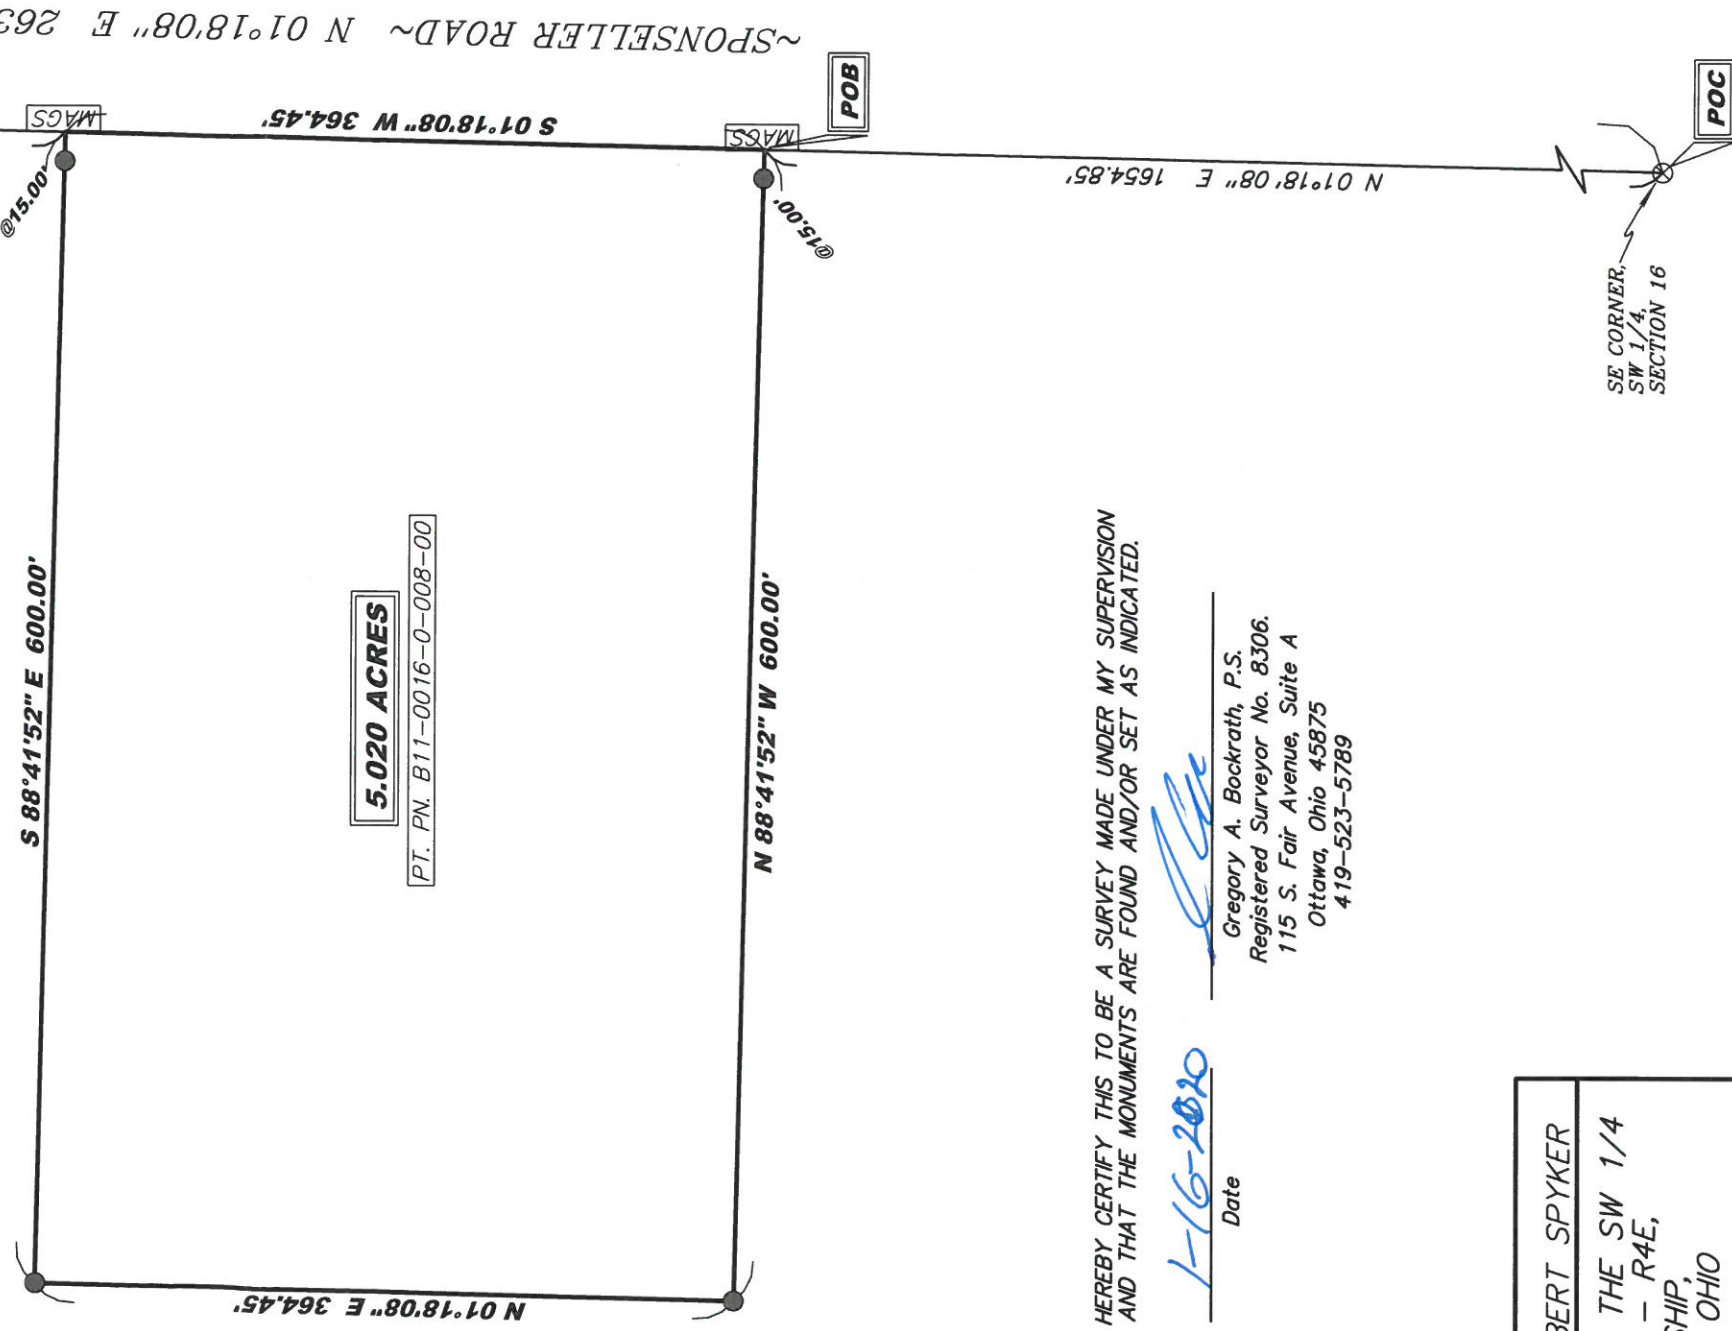 ~SPONSELLER ROAD~ N 01°18'08" E 263
MAGS
S 01°18'08" W 364.45'
MAGS
POB
N 01°18'08" E 1654.85'
POC
@15.00'
@15.00'
SE CORNER,
SW 1/4,
SECTION 16
S 88°41'52" E 600.00'
5.020 ACRES
PT. PN. B11-0016-0-008-00
N 88°41'52" W 600.00'
N 01°18'08" E 364.45'
HEREBY CERTIFY THIS TO BE A SURVEY MADE UNDER MY SUPERVISION
AND THAT THE MONUMENTS ARE FOUND AND/OR SET AS INDICATED.
1-16-2020
Date
Gregory A. Bockrath, P.S.
Registered Surveyor No. 8306.
115 S. Fair Avenue, Suite A
Ottawa, Ohio 45875
419-523-5789
BERT SPYKER
THE SW 1/4
- R4E,
SHIP,
OHIO